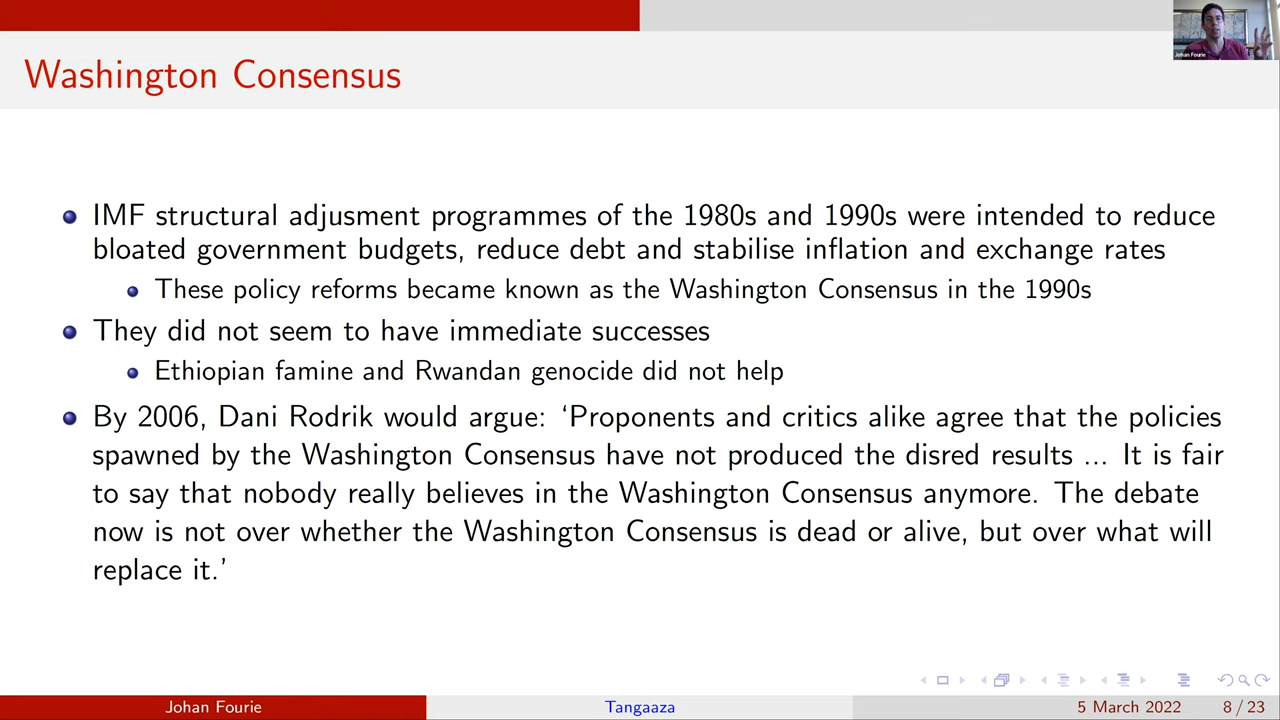 Johan Fourie
Washington Consensus
IMF structural adjusment programmes of the 1980s and 1990s were intended to reduce
bloated government budgets, reduce debt and stabilise inflation and exchange rates
These policy reforms became known as the Washington Consensus in the 1990s
They did not seem to have immediate successes
Ethiopian famine and Rwandan genocide did not help
By 2006, Dani Rodrik would argue: ‘Proponents and critics alike agree that the policies
spawned by the Washington Consensus have not produced the disred results ... It is fair
to say that nobody really believes in the Washington Consensus anymore. The debate
now is not over whether the Washington Consensus is dead or alive, but over what will
replace it.’
Johan Fourie
Tangaaza
5 March 2022
8 / 23